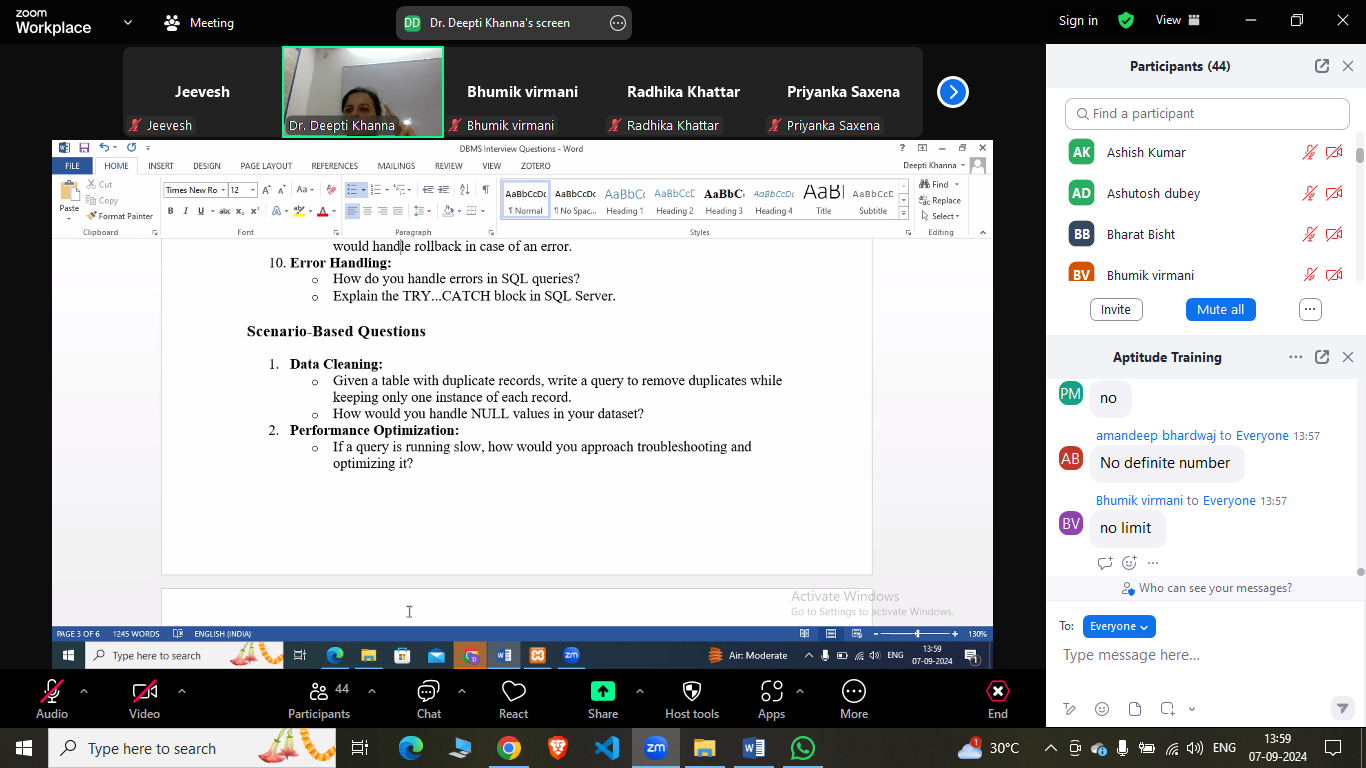 zoom
Workplace
Meeting
DD Dr. Deepti Khanna's screen
Sign in
View
Jeevesh
Jeevesh
Dr. Deepti Khanna
Bhumik virmani
Bhumik virmani
Radhika Khattar
Radhika Khattar
Priyanka Saxena
Priyanka Saxena
DBMS Interview Questions - Word
FILE HOME INSERT DESIGN PAGE LAYOUT REFERENCES MAILINGS REVIEW VIEW ZOTERO
Deepti Khanna
Paste
Cut
Copy
Format Painter
Clipboard
Times New Ro 12
Font
Paragraph
AaBbCcDc AaBbCcDc AaBbC AaBbCcC AaBbC AaBbCcDc AaBl AaBbCcD
¶ Normal ¶ No Spac... Heading 1 Heading 2 Heading 3 Heading 4 Title Subtitle
Styles
Find
Replace
Select
Editing
would handle rollback in case of an error.
10. Error Handling:
o How do you handle errors in SQL queries?
o Explain the TRY...CATCH block in SQL Server.
Scenario-Based Questions
1. Data Cleaning:
o Given a table with duplicate records, write a query to remove duplicates while
keeping only one instance of each record.
o How would you handle NULL values in your dataset?
2. Performance Optimization:
o If a query is running slow, how would you approach troubleshooting and
optimizing it?
Activate Windows
Go to Settings to activate Windows.
PAGE 3 OF 6 1245 WORDS ENGLISH (INDIA)
130%
Type here to search
Air: Moderate
ENG
13:59
07-09-2024
Participants (44)
Find a participant
AK Ashish Kumar
AD Ashutosh dubey
BB Bharat Bisht
BV Bhumik virmani
Invite
Mute all
Aptitude Training
PM no
amandeep bhardwaj to Everyone 13:57
AB No definite number
Bhumik virmani to Everyone 13:57
BV no limit
Who can see your messages?
To: Everyone
Type message here...
Audio
Video
44
Participants
Chat
React
Share
Host tools
Apps
More
End
Type here to search
30°C
ENG
13:59
07-09-2024